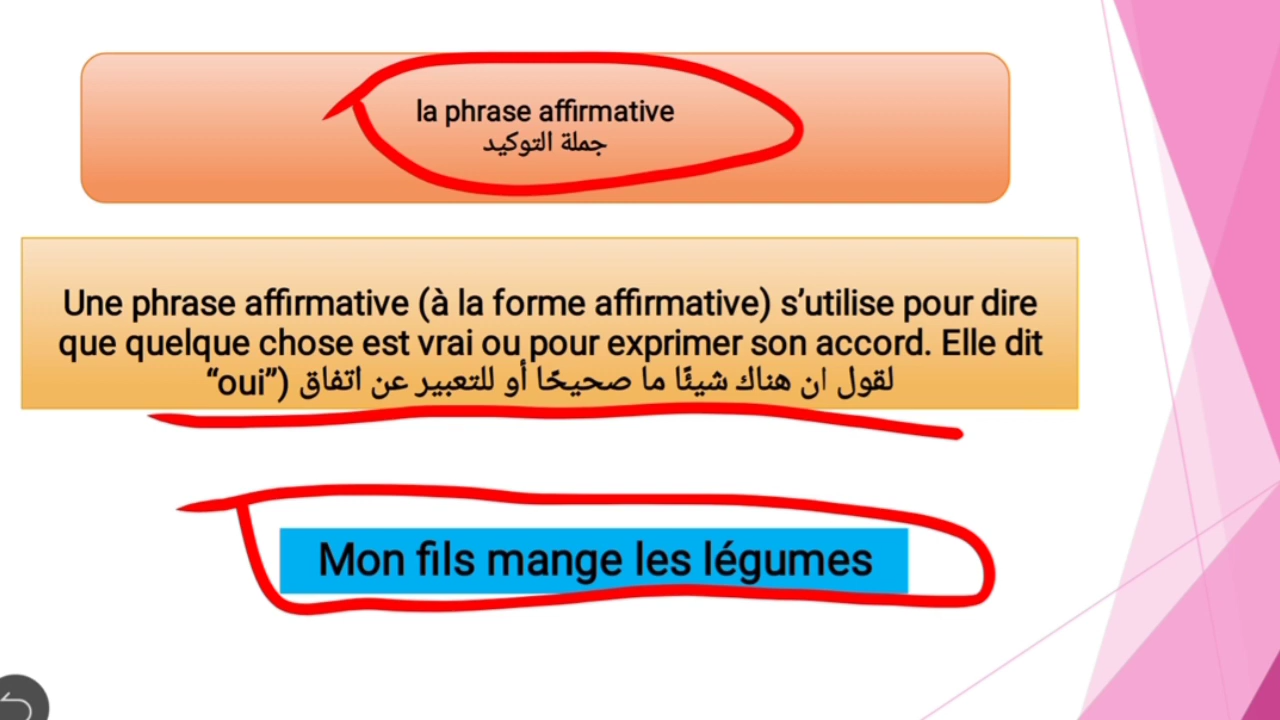 la phrase affirmative
جملة التوكيد
Une phrase affirmative (à la forme affirmative) s’utilise pour dire
que quelque chose est vrai ou pour exprimer son accord. Elle dit
“oui”) لقول ان هناك شيئًا ما صحيحًا أو للتعبير عن اتفاق
Mon fils mange les légumes